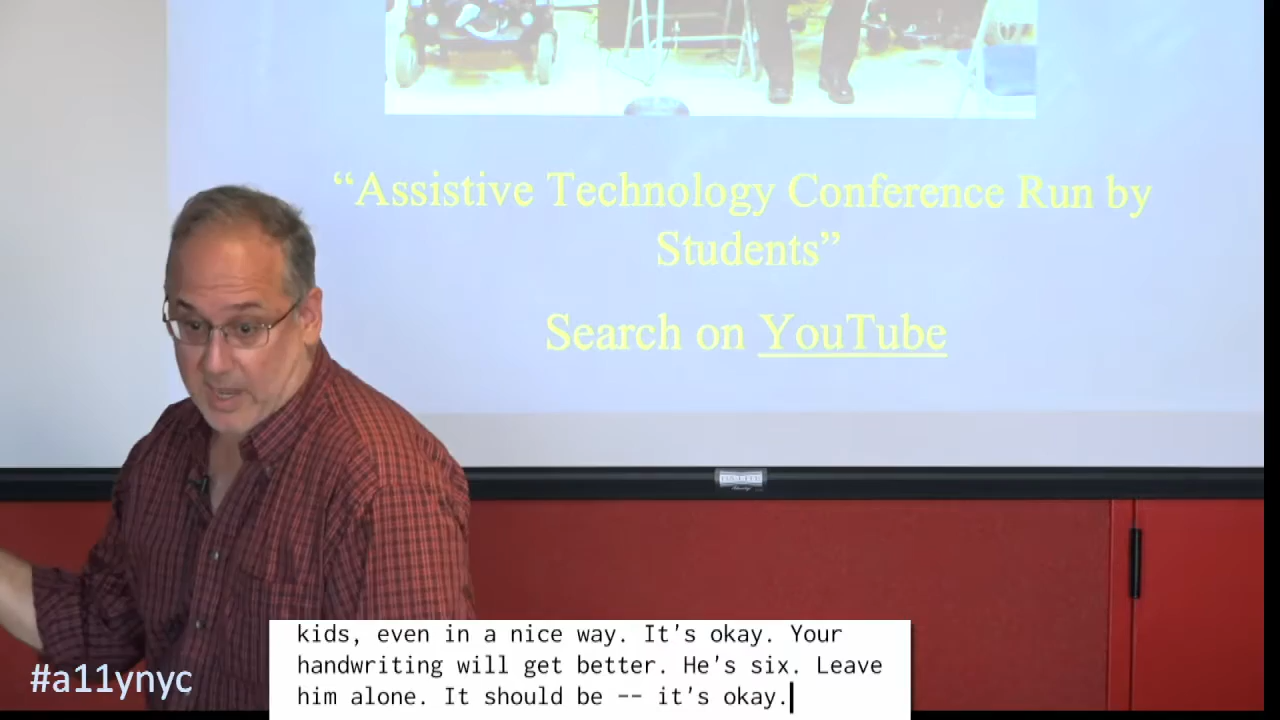 “Assistive Technology Conference Run by
Students”
Search on YouTube
kids, even in a nice way. It's okay. Your
handwriting will get better. He's six. Leave
him alone. It should be -- it's okay.
#a11ynyc